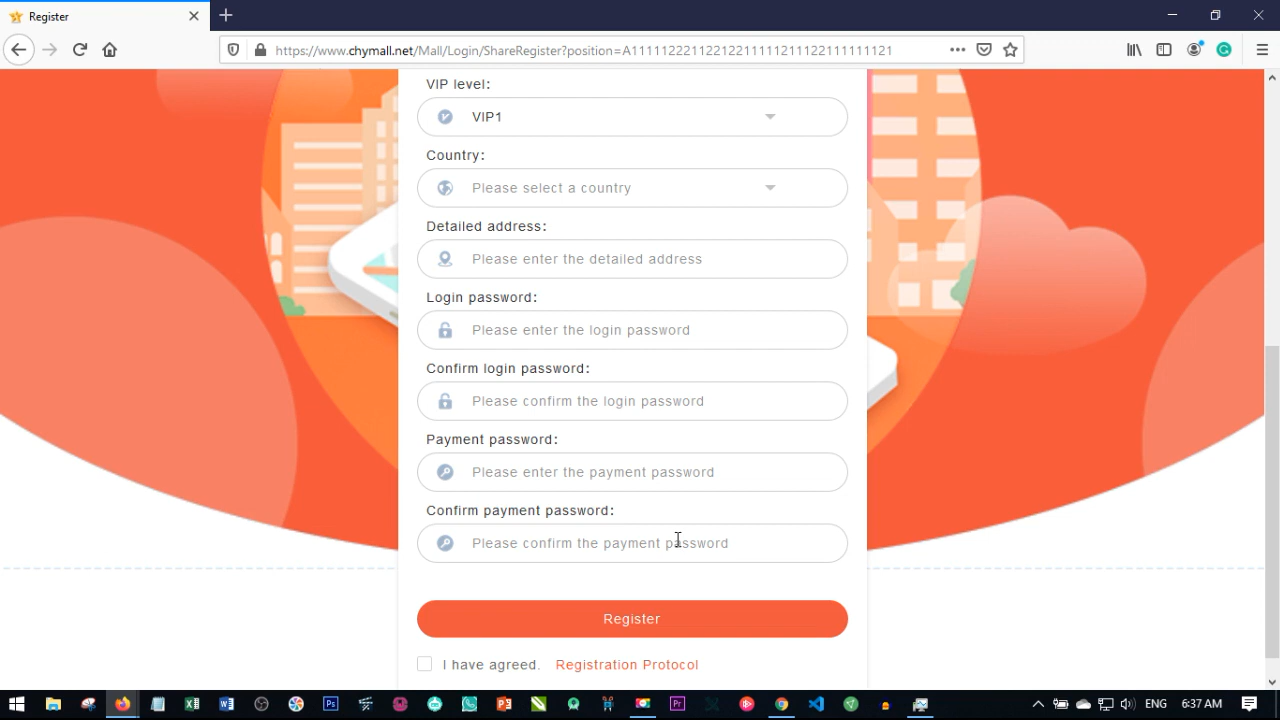 Register
https://www.chymall.net/Mall/Login/ShareRegister?position=A11111222112212211111211122111111121
VIP level:
VIP1
Country:
Please select a country
Detailed address:
Please enter the detailed address
Login password:
Please enter the login password
Confirm login password:
Please confirm the login password
Payment password:
Please enter the payment password
Confirm payment password:
Please confirm the payment password
Register
I have agreed. Registration Protocol
ENG 6:37 AM